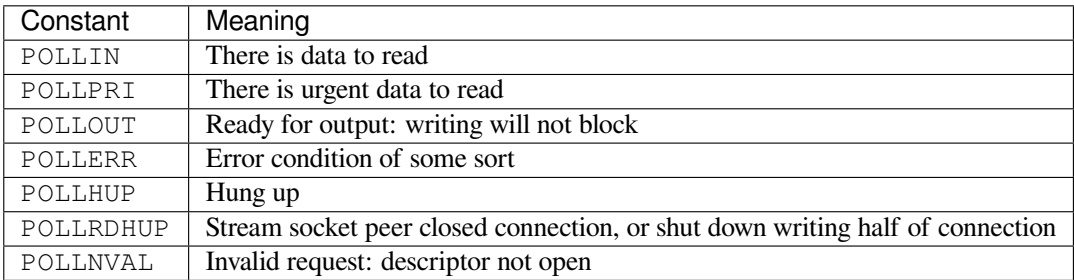 Constant Meaning
POLLIN There is data to read
POLLPRI There is urgent data to read
POLLOUT Ready for output: writing will not block
POLLERR Error condition of some sort
POLLHUP Hung up
POLLRDHUP Stream socket peer closed connection, or shut down writing half of connection
POLLNVAL Invalid request: descriptor not open